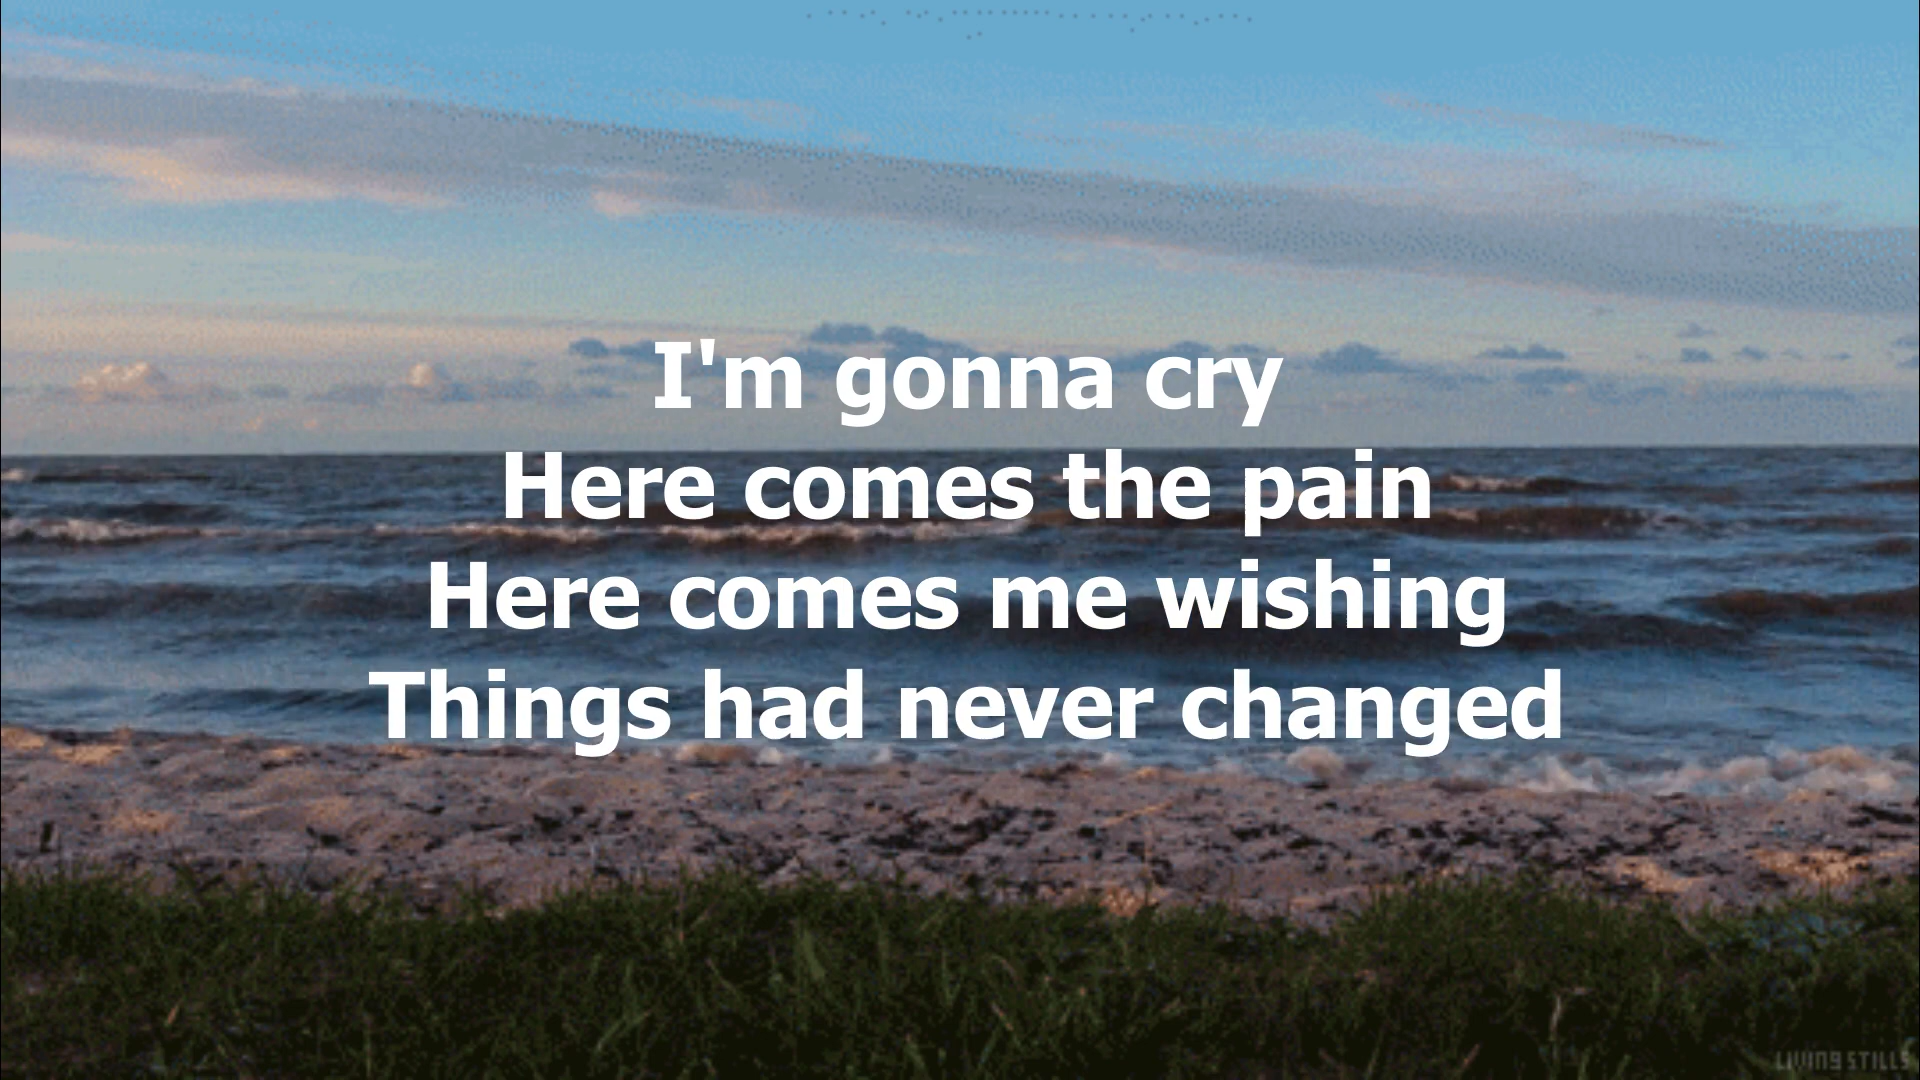 I'm gonna cry
Here comes the pain
Here comes me wishing
Things had never changed
LIVING STILLS